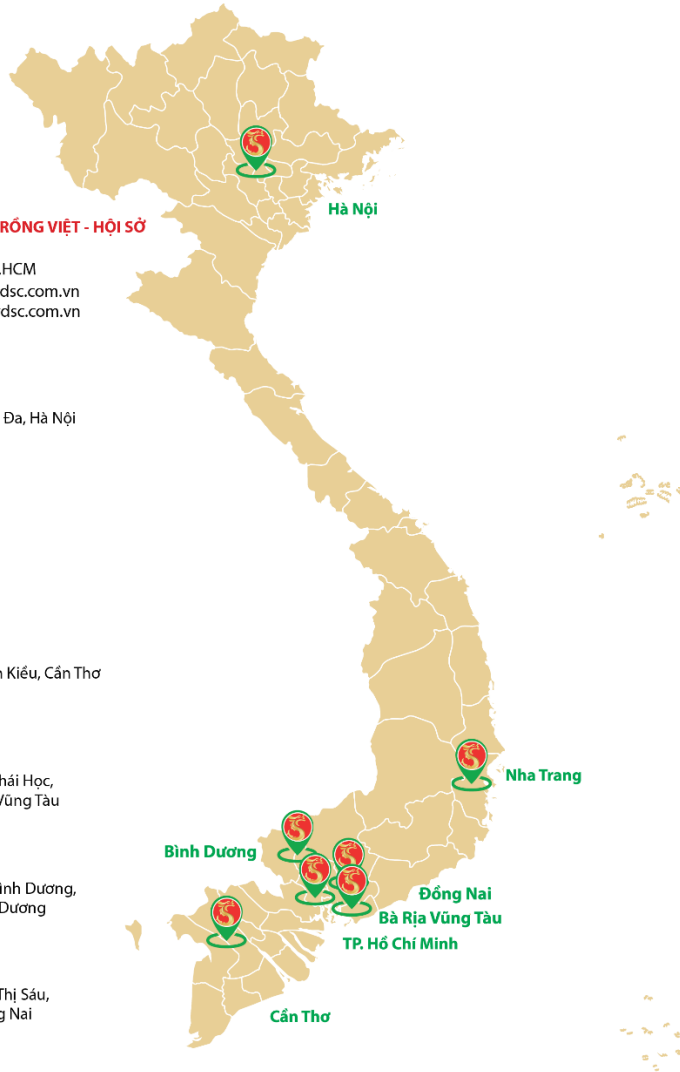 Hà Nội
RỒNG VIỆT - HỘI SỞ
.HCM
dsc.com.vn
dsc.com.vn
Đa, Hà Nội
Kiều, Cần Thơ
hái Học,
Vũng Tàu
Nha Trang
Bình Dương
ình Dương,
Dương
Đồng Nai
Bà Rịa Vũng Tàu
TP. Hồ Chí Minh
Thị Sáu,
g Nai
Cần Thơ